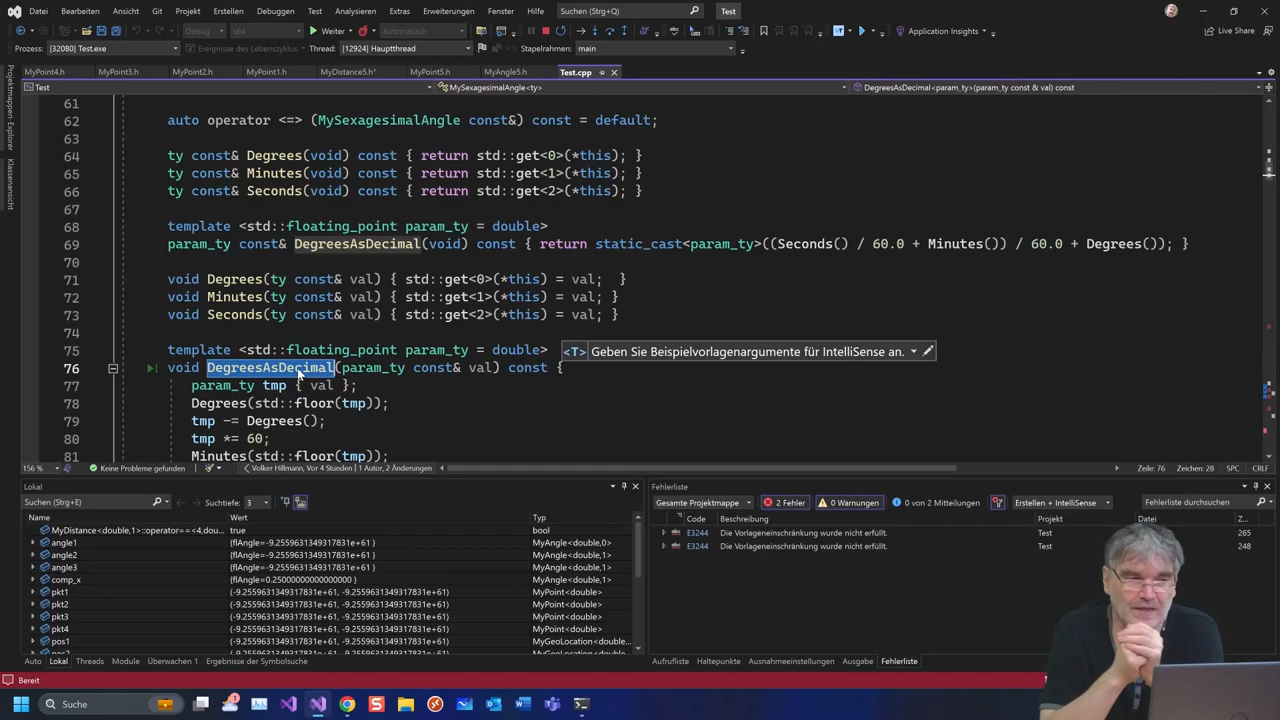 Datei Bearbeiten Ansicht Git Projekt Erstellen Debuggen Test Analysieren Extras Erweiterungen Fenster Hilfe Suchen (Strg+Q) Test
Debug x64 Weiter Automatisch Application Insights Live Share
Prozess: [32080] Test.exe Ereignisse des Lebenszyklus Thread: [12924] Hauptthread Stapelrahmen: main
MyPoint4.h MyPoint3.h MyPoint2.h MyPoint1.h MyDistance5.h* MyPoint5.h MyAngle5.h Test.cpp
Test MySexagesimalAngle<ty> DegreesAsDecimal<param_ty>(param_ty const & val) const
Projektmappen-Explorer
Klassenansicht
61
62 auto operator <=> (MySexagesimalAngle const&) const = default;
63
64 ty const& Degrees(void) const { return std::get<0>(*this); }
65 ty const& Minutes(void) const { return std::get<1>(*this); }
66 ty const& Seconds(void) const { return std::get<2>(*this); }
67
68 template <std::floating_point param_ty = double>
69 param_ty const& DegreesAsDecimal(void) const { return static_cast<param_ty>((Seconds() / 60.0 + Minutes()) / 60.0 + Degrees()); }
70
71 void Degrees(ty const& val) { std::get<0>(*this) = val;  }
72 void Minutes(ty const& val) { std::get<1>(*this) = val; }
73 void Seconds(ty const& val) { std::get<2>(*this) = val; }
74
75 template <std::floating_point param_ty = double> <T> Geben Sie Beispielvorlagenargumente für IntelliSense an.
76 void DegreesAsDecimal(param_ty const& val) const {
77 param_ty tmp { val };
78 Degrees(std::floor(tmp));
79 tmp -= Degrees();
80 tmp *= 60;
81 Minutes(std::floor(tmp));
156 % Keine Probleme gefunden Volker Hillmann, Vor 4 Stunden | 1 Autor, 2 Änderungen Zeile: 76 Zeichen: 28 SPC CRLF
Lokal
Suchen (Strg+E) Suchtiefe: 3
Name Wert Typ
MyDistance<double,1>::operator==<4,dou... true bool
angle1 {flAngle=-9.2559631349317831e+61 } MyAngle<double,0>
angle2 {flAngle=-9.2559631349317831e+61 } MyAngle<double,1>
angle3 {flAngle=-9.2559631349317831e+61 } MyAngle<double,1>
comp_x {flAngle=0.25000000000000000 } MyAngle<double,1>
pkt1 (-9.2559631349317831e+61, -9.2559631349317831e+61) MyPoint<double>
pkt2 (-9.2559631349317831e+61, -9.2559631349317831e+61) MyPoint<double>
pkt3 (-9.2559631349317831e+61, -9.2559631349317831e+61) MyPoint<double>
pkt4 (-9.2559631349317831e+61, -9.2559631349317831e+61) MyPoint<double>
pos1 (-9.2559631349317831e+61, -9.2559631349317831e+61) MyGeoLocation<double...
Auto Lokal Threads Module Überwachen 1 Ergebnisse der Symbolsuche
Fehlerliste
Gesamte Projektmappe 2 Fehler 0 Warnungen 0 von 2 Mitteilungen Erstellen + IntelliSense Fehlerliste durchsuchen
Code Beschreibung Projekt Datei Z...
E3244 Die Vorlageneinschränkung wurde nicht erfüllt. Test 265
E3244 Die Vorlageneinschränkung wurde nicht erfüllt. Test 248
Aufrufliste Haltepunkte Ausnahmeeinstellungen Ausgabe Fehlerliste
Bereit
Suche